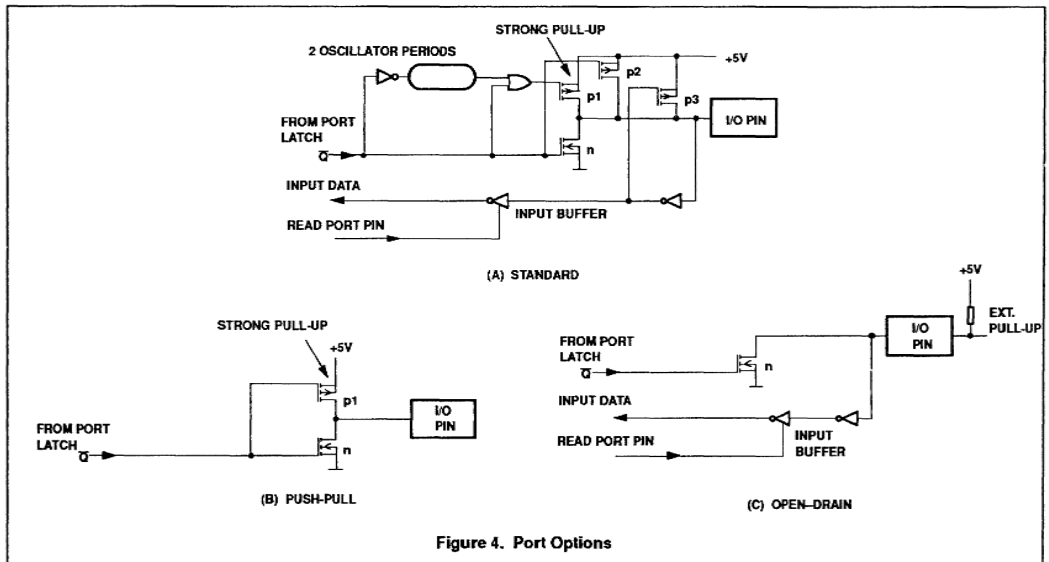 STRONG PULL-UP
2 OSCILLATOR PERIODS
+5V
p2
p1
p3
I/O PIN
FROM PORT
LATCH
Q̅
n
INPUT DATA
INPUT BUFFER
READ PORT PIN
(A) STANDARD
STRONG PULL-UP
+5V
p1
I/O
PIN
FROM PORT
LATCH
Q̅
n
(B) PUSH-PULL
+5V
EXT.
PULL-UP
I/O
PIN
FROM PORT
LATCH
Q̅
n
INPUT DATA
INPUT
BUFFER
READ PORT PIN
(C) OPEN–DRAIN
Figure 4. Port Options